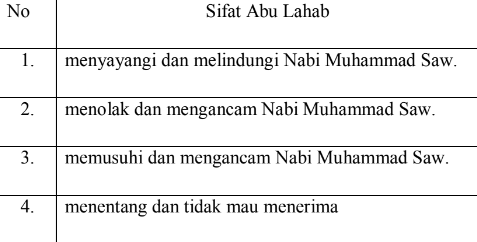 No Sifat Abu Lahab
1. menyayangi dan melindungi Nabi Muhammad Saw.
2. menolak dan mengancam Nabi Muhammad Saw.
3. memusuhi dan mengancam Nabi Muhammad Saw.
4. menentang dan tidak mau menerima